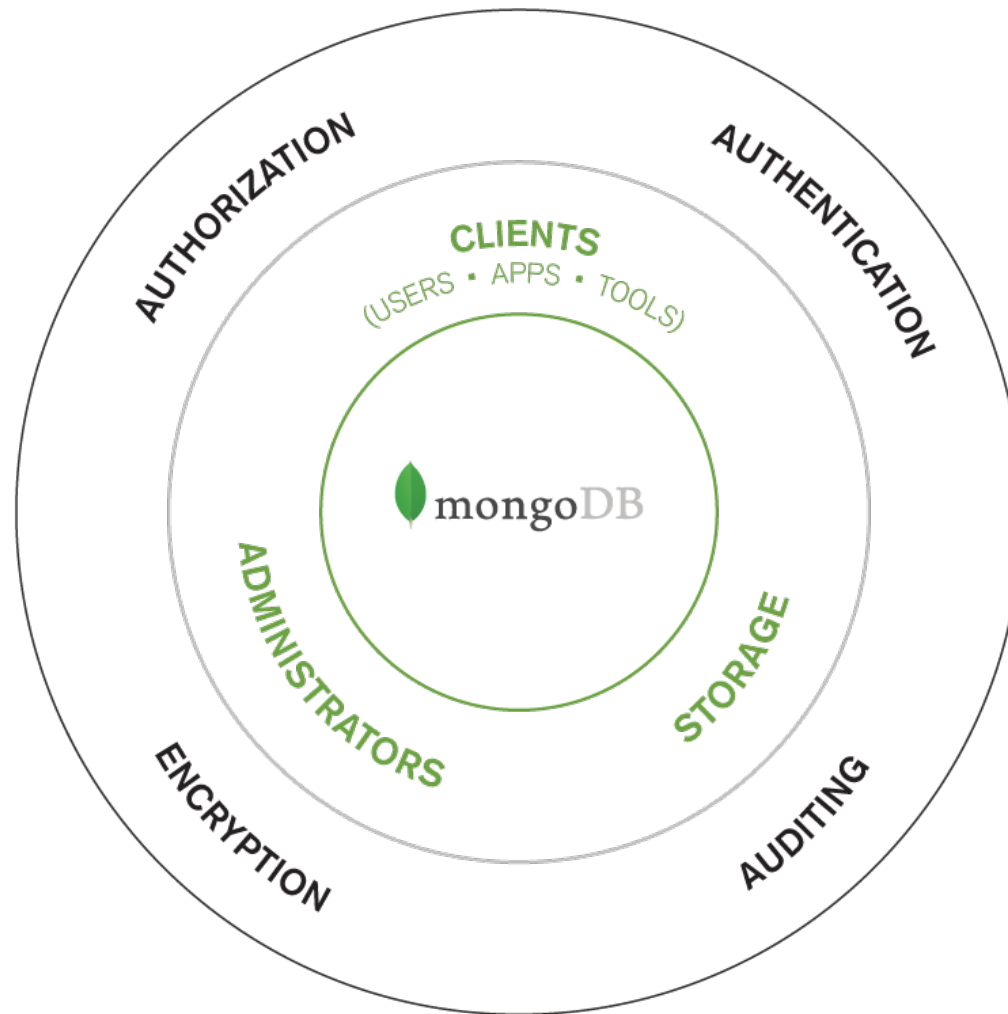 AUTHORIZATION
AUTHENTICATION
CLIENTS
(USERS • APPS • TOOLS)
mongoDB
ADMINISTRATORS
STORAGE
ENCRYPTION
AUDITING